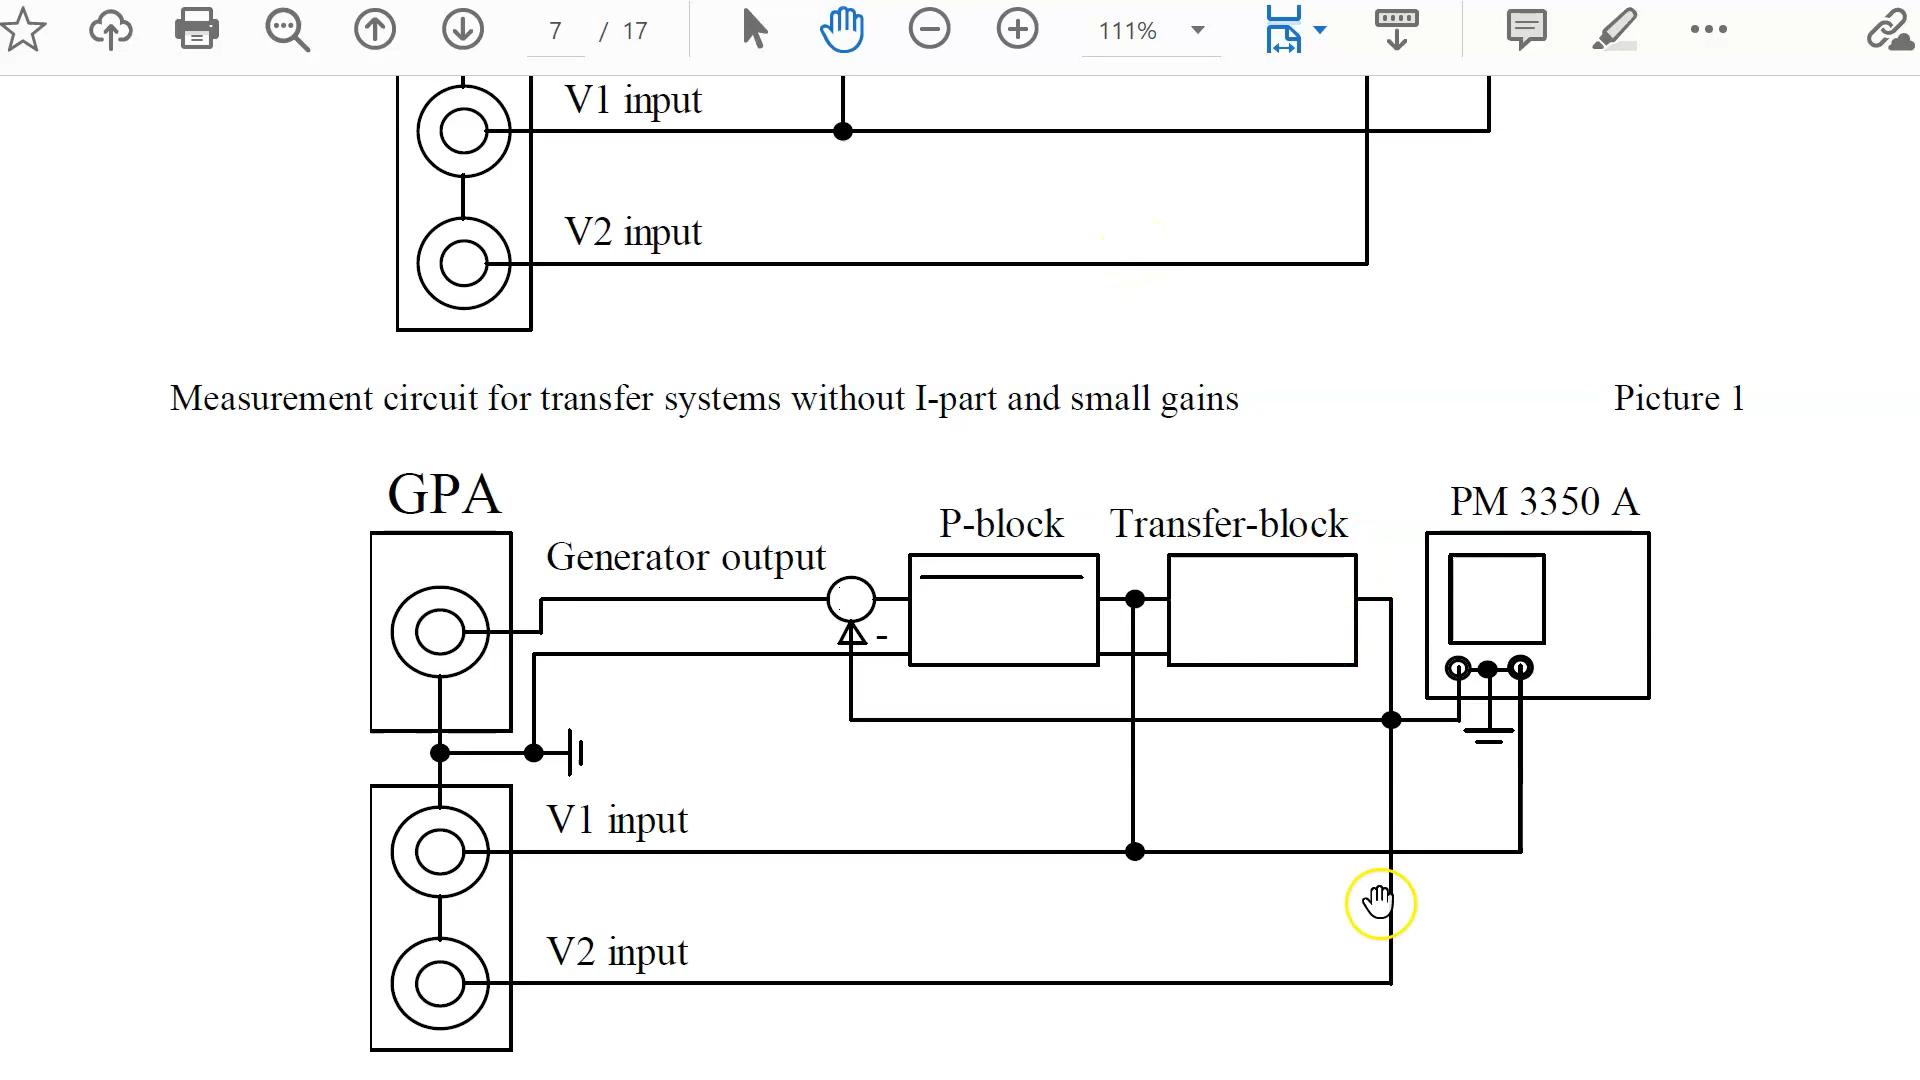 7 / 17
111%
V1 input
V2 input
Measurement circuit for transfer systems without I-part and small gains
Picture 1
GPA
PM 3350 A
P-block
Transfer-block
Generator output
-
V1 input
V2 input